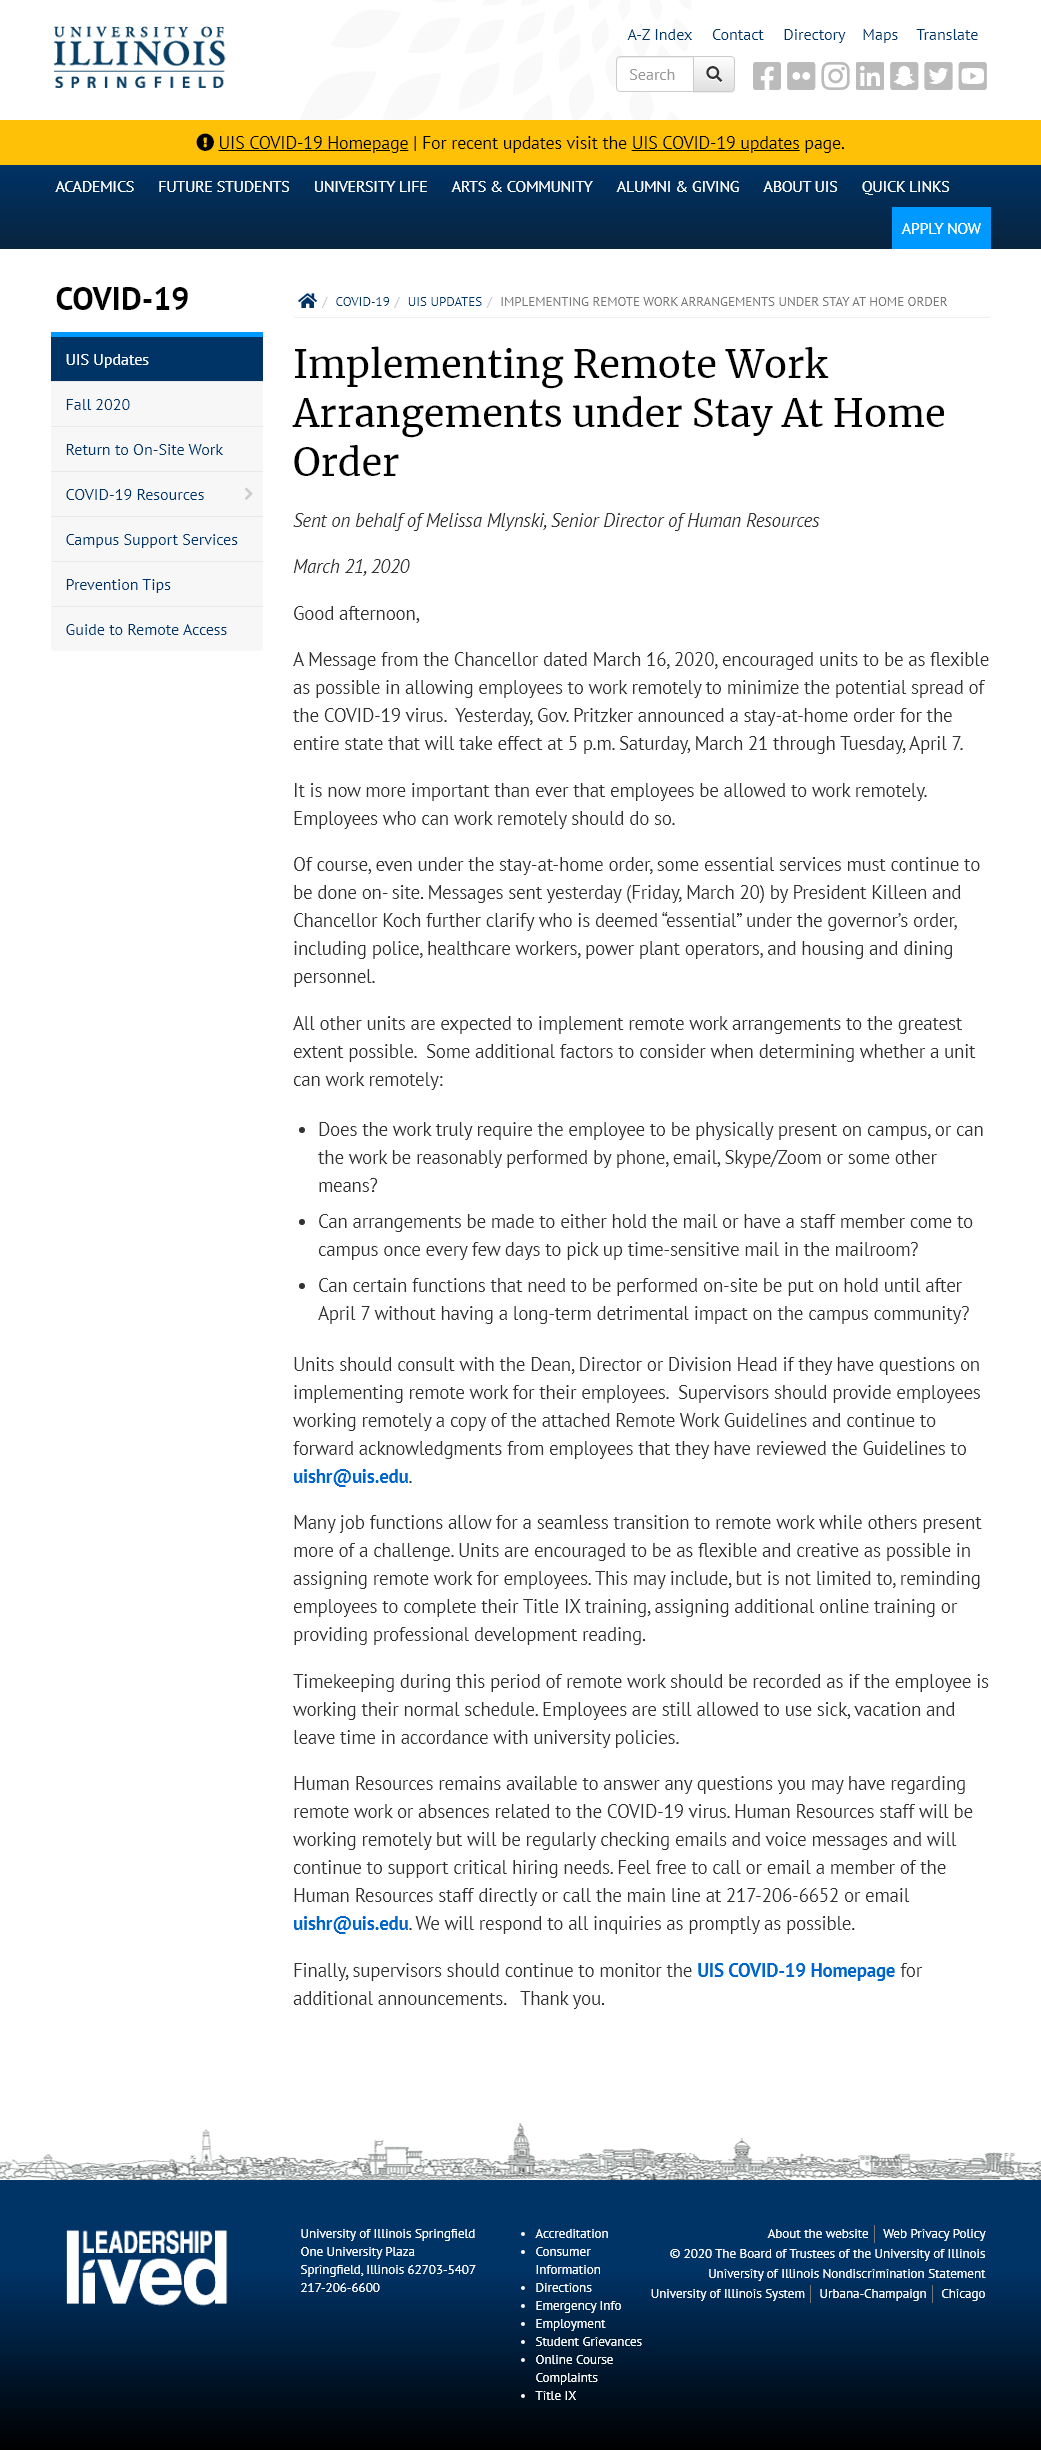 UNIVERSITY OF
ILLINOIS
SPRINGFIELD
A-Z Index Contact Directory Maps Translate
Search
UIS COVID-19 Homepage | For recent updates visit the UIS COVID-19 updates page.
ACADEMICS FUTURE STUDENTS UNIVERSITY LIFE ARTS & COMMUNITY ALUMNI & GIVING ABOUT UIS QUICK LINKS
APPLY NOW
COVID-19
UIS Updates
Fall 2020
Return to On-Site Work
COVID-19 Resources
Campus Support Services
Prevention Tips
Guide to Remote Access
/ COVID-19 / UIS UPDATES / IMPLEMENTING REMOTE WORK ARRANGEMENTS UNDER STAY AT HOME ORDER
Implementing Remote Work
Arrangements under Stay At Home
Order
Sent on behalf of Melissa Mlynski, Senior Director of Human Resources
March 21, 2020
Good afternoon,
A Message from the Chancellor dated March 16, 2020, encouraged units to be as flexible
as possible in allowing employees to work remotely to minimize the potential spread of
the COVID-19 virus.  Yesterday, Gov. Pritzker announced a stay-at-home order for the
entire state that will take effect at 5 p.m. Saturday, March 21 through Tuesday, April 7.
It is now more important than ever that employees be allowed to work remotely.
Employees who can work remotely should do so.
Of course, even under the stay-at-home order, some essential services must continue to
be done on- site. Messages sent yesterday (Friday, March 20) by President Killeen and
Chancellor Koch further clarify who is deemed “essential” under the governor’s order,
including police, healthcare workers, power plant operators, and housing and dining
personnel.
All other units are expected to implement remote work arrangements to the greatest
extent possible.  Some additional factors to consider when determining whether a unit
can work remotely:
• Does the work truly require the employee to be physically present on campus, or can
the work be reasonably performed by phone, email, Skype/Zoom or some other
means?
• Can arrangements be made to either hold the mail or have a staff member come to
campus once every few days to pick up time-sensitive mail in the mailroom?
• Can certain functions that need to be performed on-site be put on hold until after
April 7 without having a long-term detrimental impact on the campus community?
Units should consult with the Dean, Director or Division Head if they have questions on
implementing remote work for their employees.  Supervisors should provide employees
working remotely a copy of the attached Remote Work Guidelines and continue to
forward acknowledgments from employees that they have reviewed the Guidelines to
uishr@uis.edu.
Many job functions allow for a seamless transition to remote work while others present
more of a challenge. Units are encouraged to be as flexible and creative as possible in
assigning remote work for employees. This may include, but is not limited to, reminding
employees to complete their Title IX training, assigning additional online training or
providing professional development reading.
Timekeeping during this period of remote work should be recorded as if the employee is
working their normal schedule. Employees are still allowed to use sick, vacation and
leave time in accordance with university policies.
Human Resources remains available to answer any questions you may have regarding
remote work or absences related to the COVID-19 virus. Human Resources staff will be
working remotely but will be regularly checking emails and voice messages and will
continue to support critical hiring needs. Feel free to call or email a member of the
Human Resources staff directly or call the main line at 217-206-6652 or email
uishr@uis.edu. We will respond to all inquiries as promptly as possible.
Finally, supervisors should continue to monitor the UIS COVID-19 Homepage for
additional announcements.   Thank you.
LEADERSHIP
lived
University of Illinois Springfield
One University Plaza
Springfield, Illinois 62703-5407
217-206-6600
• Accreditation
• Consumer
Information
• Directions
• Emergency Info
• Employment
• Student Grievances
• Online Course
Complaints
• Title IX
About the website | Web Privacy Policy
© 2020 The Board of Trustees of the University of Illinois
University of Illinois Nondiscrimination Statement
University of Illinois System | Urbana-Champaign | Chicago